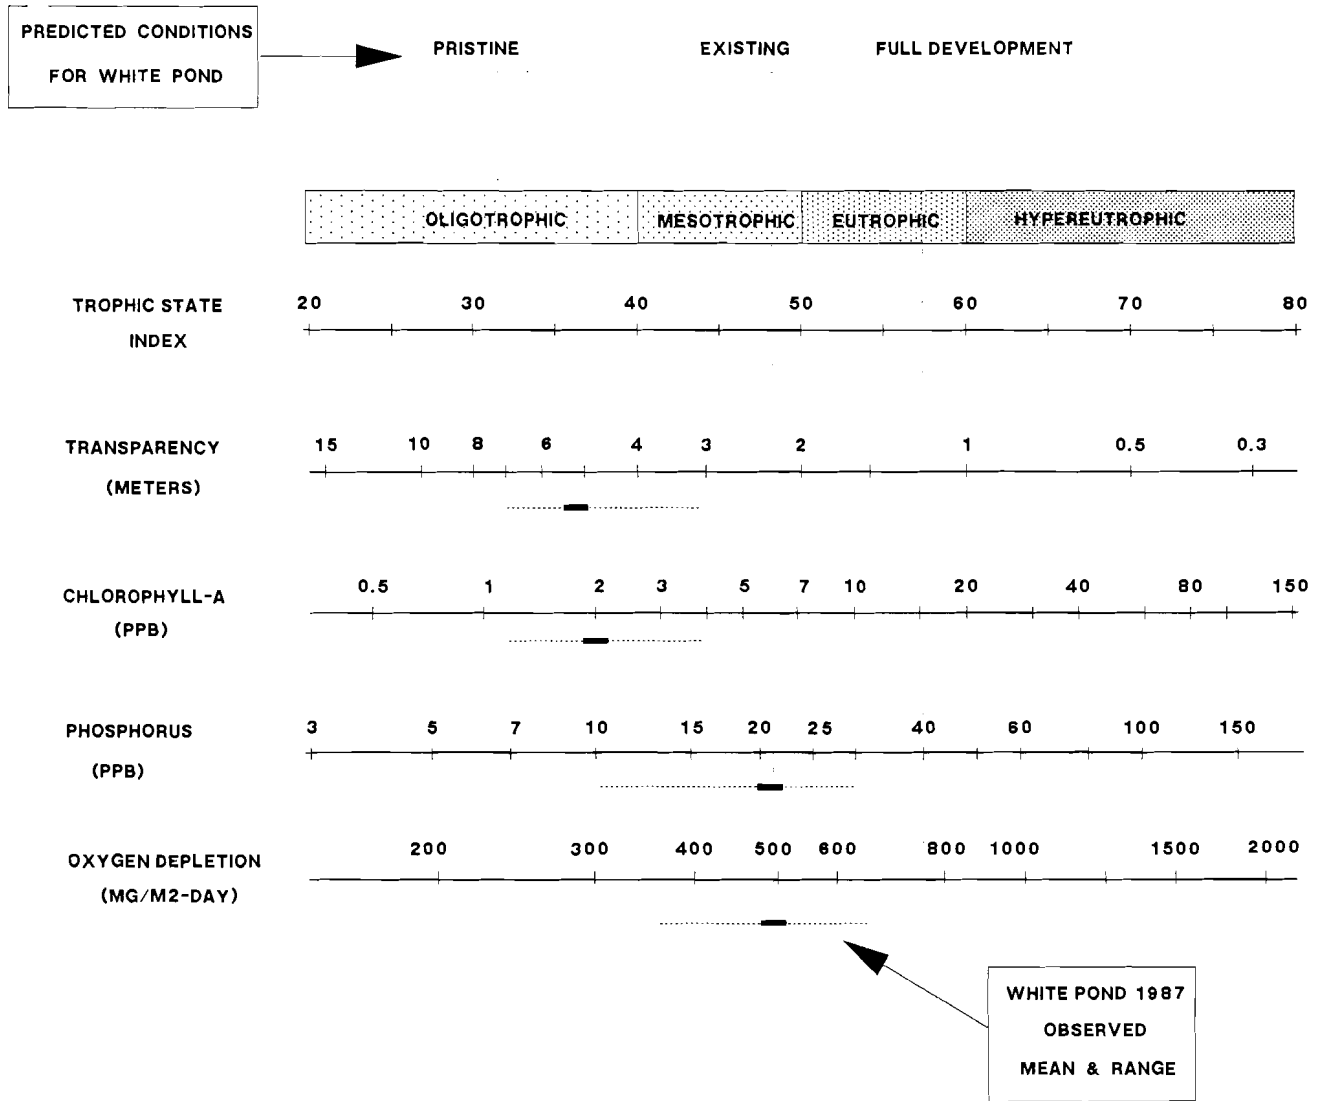 PREDICTED CONDITIONS
FOR WHITE POND
PRISTINE EXISTING FULL DEVELOPMENT
OLIGOTROPHIC MESOTROPHIC EUTROPHIC HYPEREUTROPHIC
TROPHIC STATE
INDEX
20 30 40 50 60 70 80
TRANSPARENCY
(METERS)
15 10 8 6 4 3 2 1 0.5 0.3
CHLOROPHYLL-A
(PPB)
0.5 1 2 3 5 7 10 20 40 80 150
PHOSPHORUS
(PPB)
3 5 7 10 15 20 25 40 60 100 150
OXYGEN DEPLETION
(MG/M2-DAY)
200 300 400 500 600 800 1000 1500 2000
WHITE POND 1987
OBSERVED
MEAN & RANGE